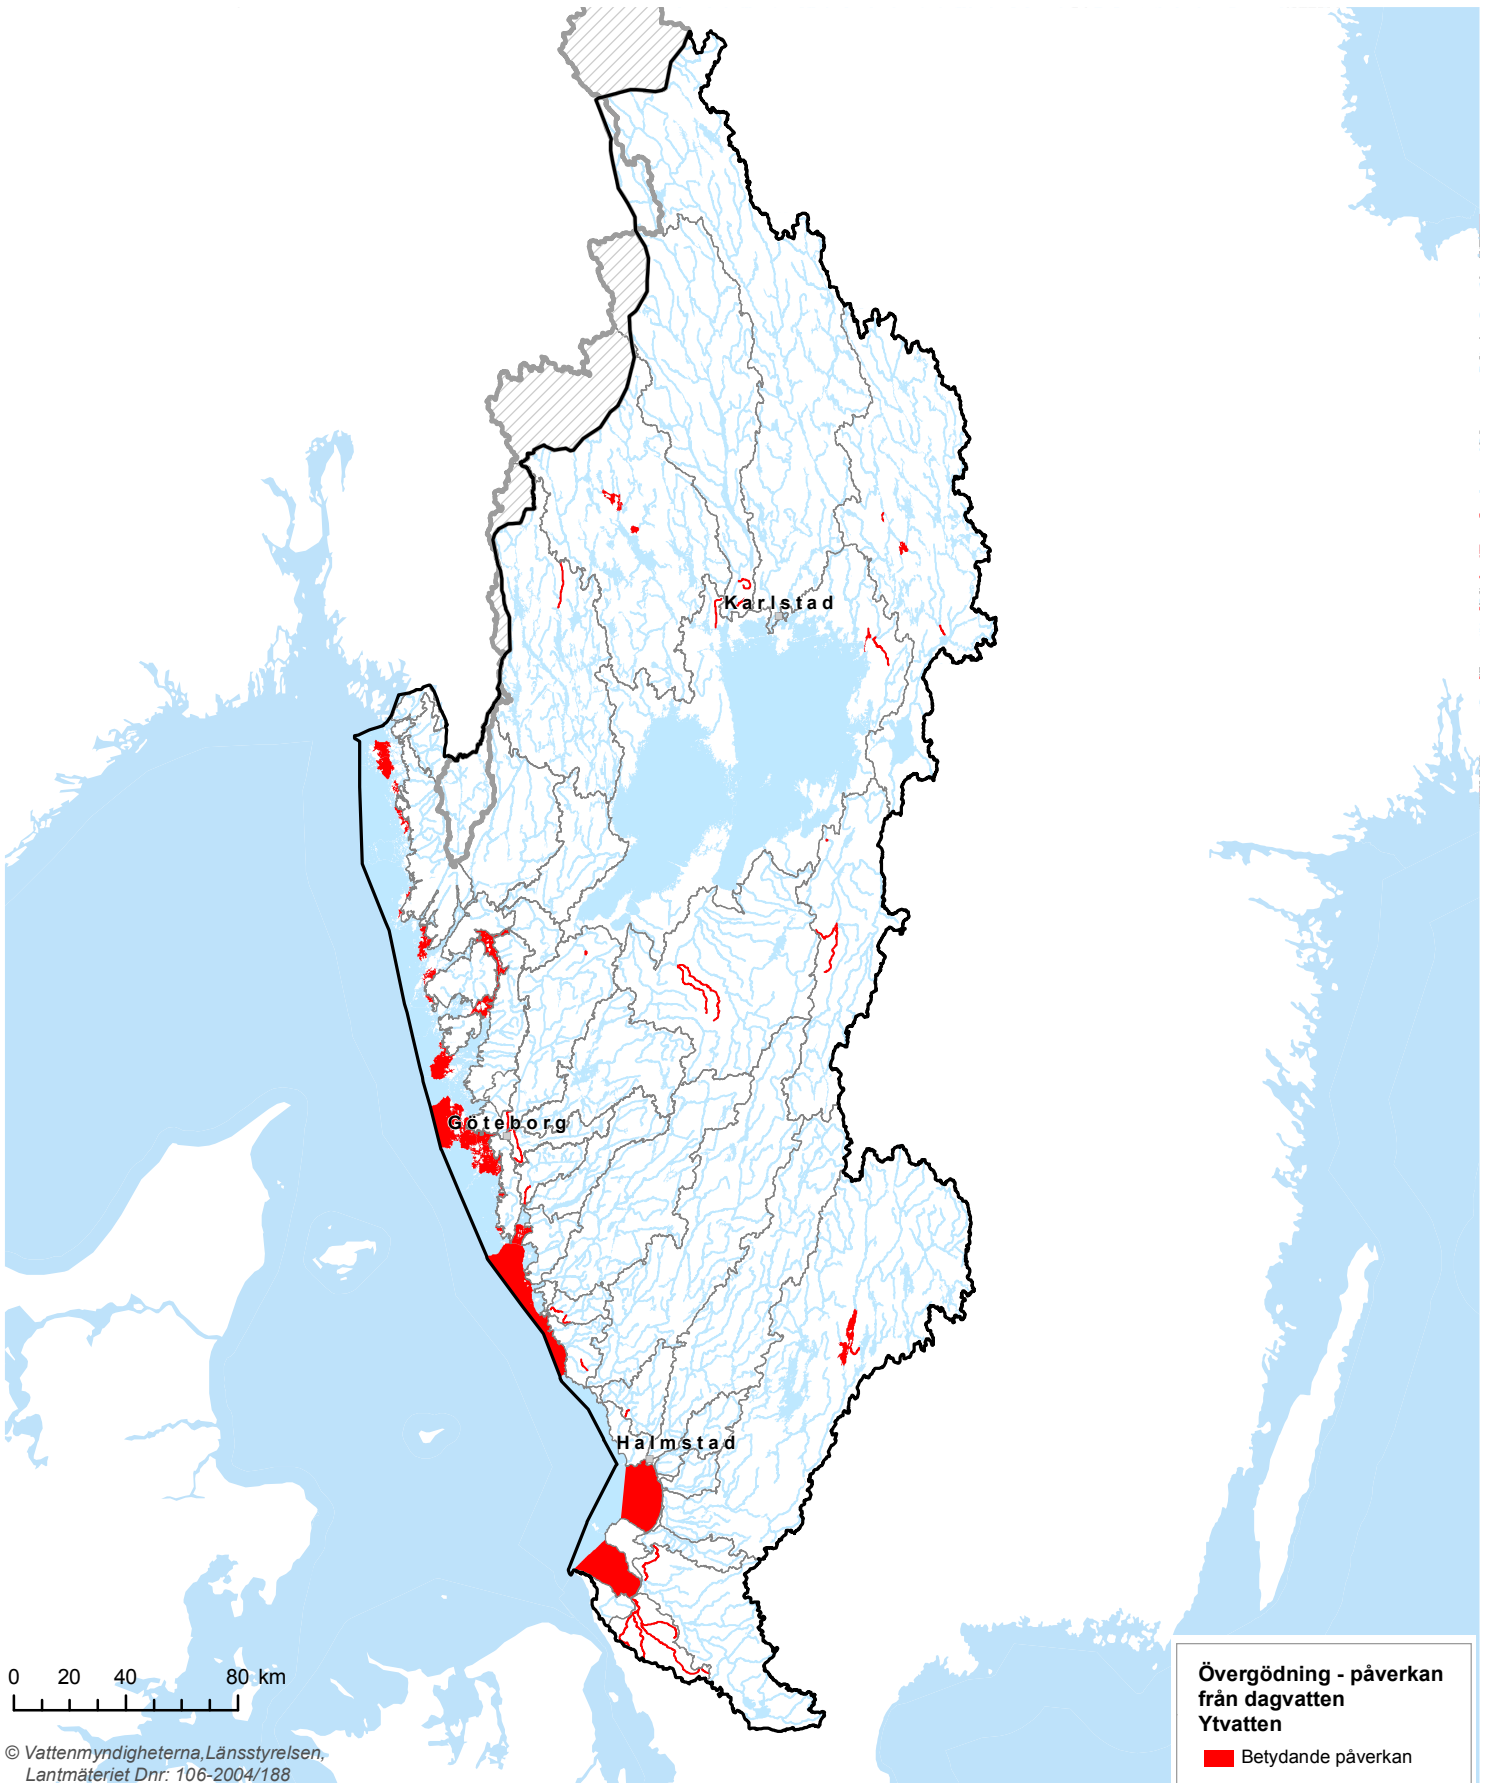 Karlstad
Göteborg
Halmstad
0 20 40 80 km
© Vattenmyndigheterna,Länsstyrelsen,
Lantmäteriet Dnr: 106-2004/188
Övergödning - påverkan
från dagvatten
Ytvatten
Betydande påverkan